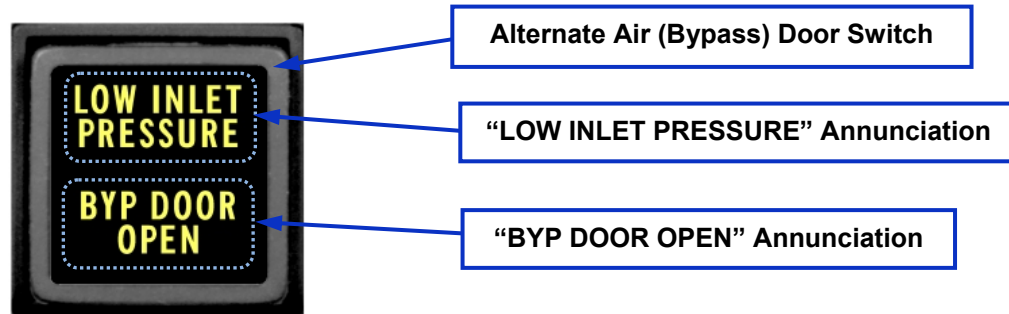 Alternate Air (Bypass) Door Switch
LOW INLET
PRESSURE
“LOW INLET PRESSURE” Annunciation
BYP DOOR
OPEN
“BYP DOOR OPEN” Annunciation